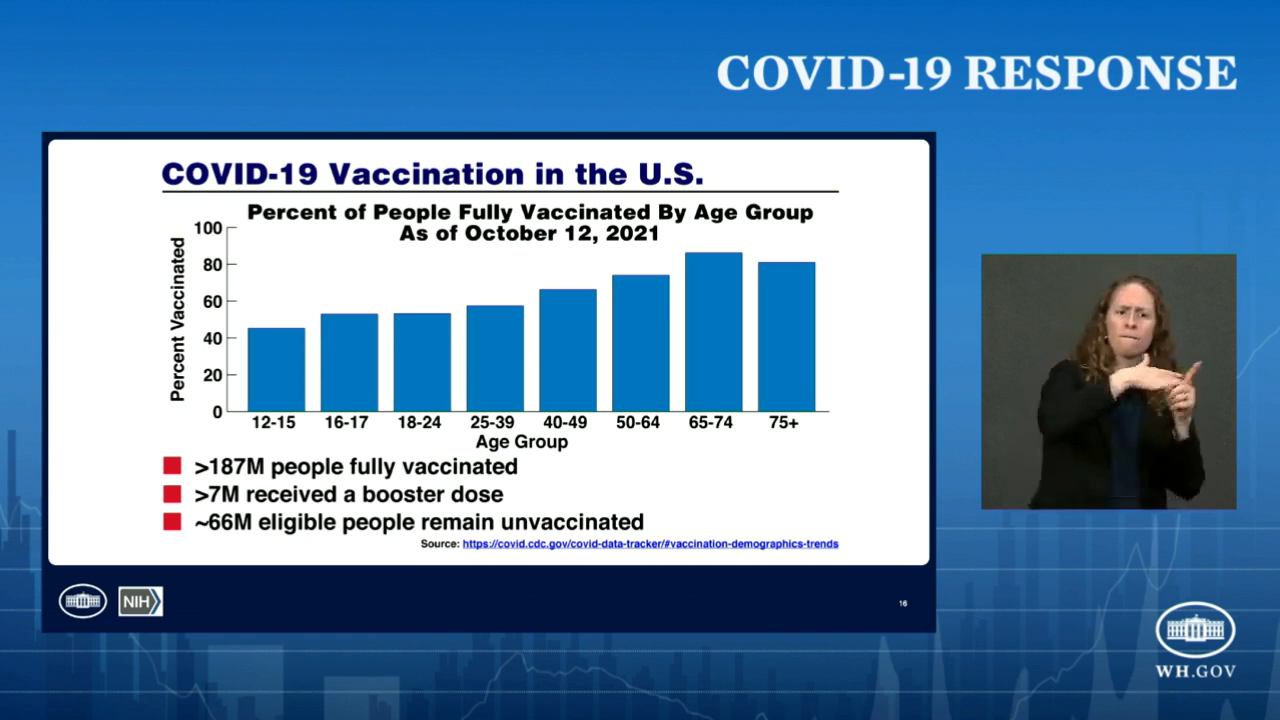 COVID-19 RESPONSE
COVID-19 Vaccination in the U.S.
Percent of People Fully Vaccinated By Age Group
As of October 12, 2021
Percent Vaccinated
100
80
60
40
20
0
12-15 16-17 18-24 25-39 40-49 50-64 65-74 75+
Age Group
>187M people fully vaccinated
>7M received a booster dose
~66M eligible people remain unvaccinated
Source: https://covid.cdc.gov/covid-data-tracker/#vaccination-demographics-trends
NIH
16
WH.GOV